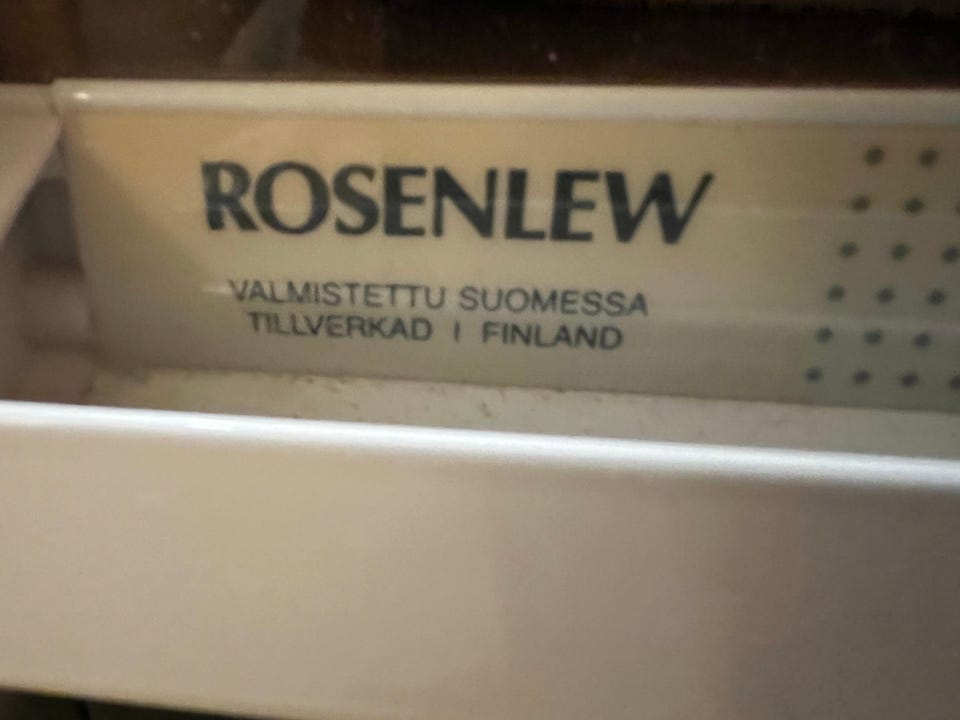 ROSENLEW
VALMISTETTU SUOMESSA
TILLVERKAD I FINLAND